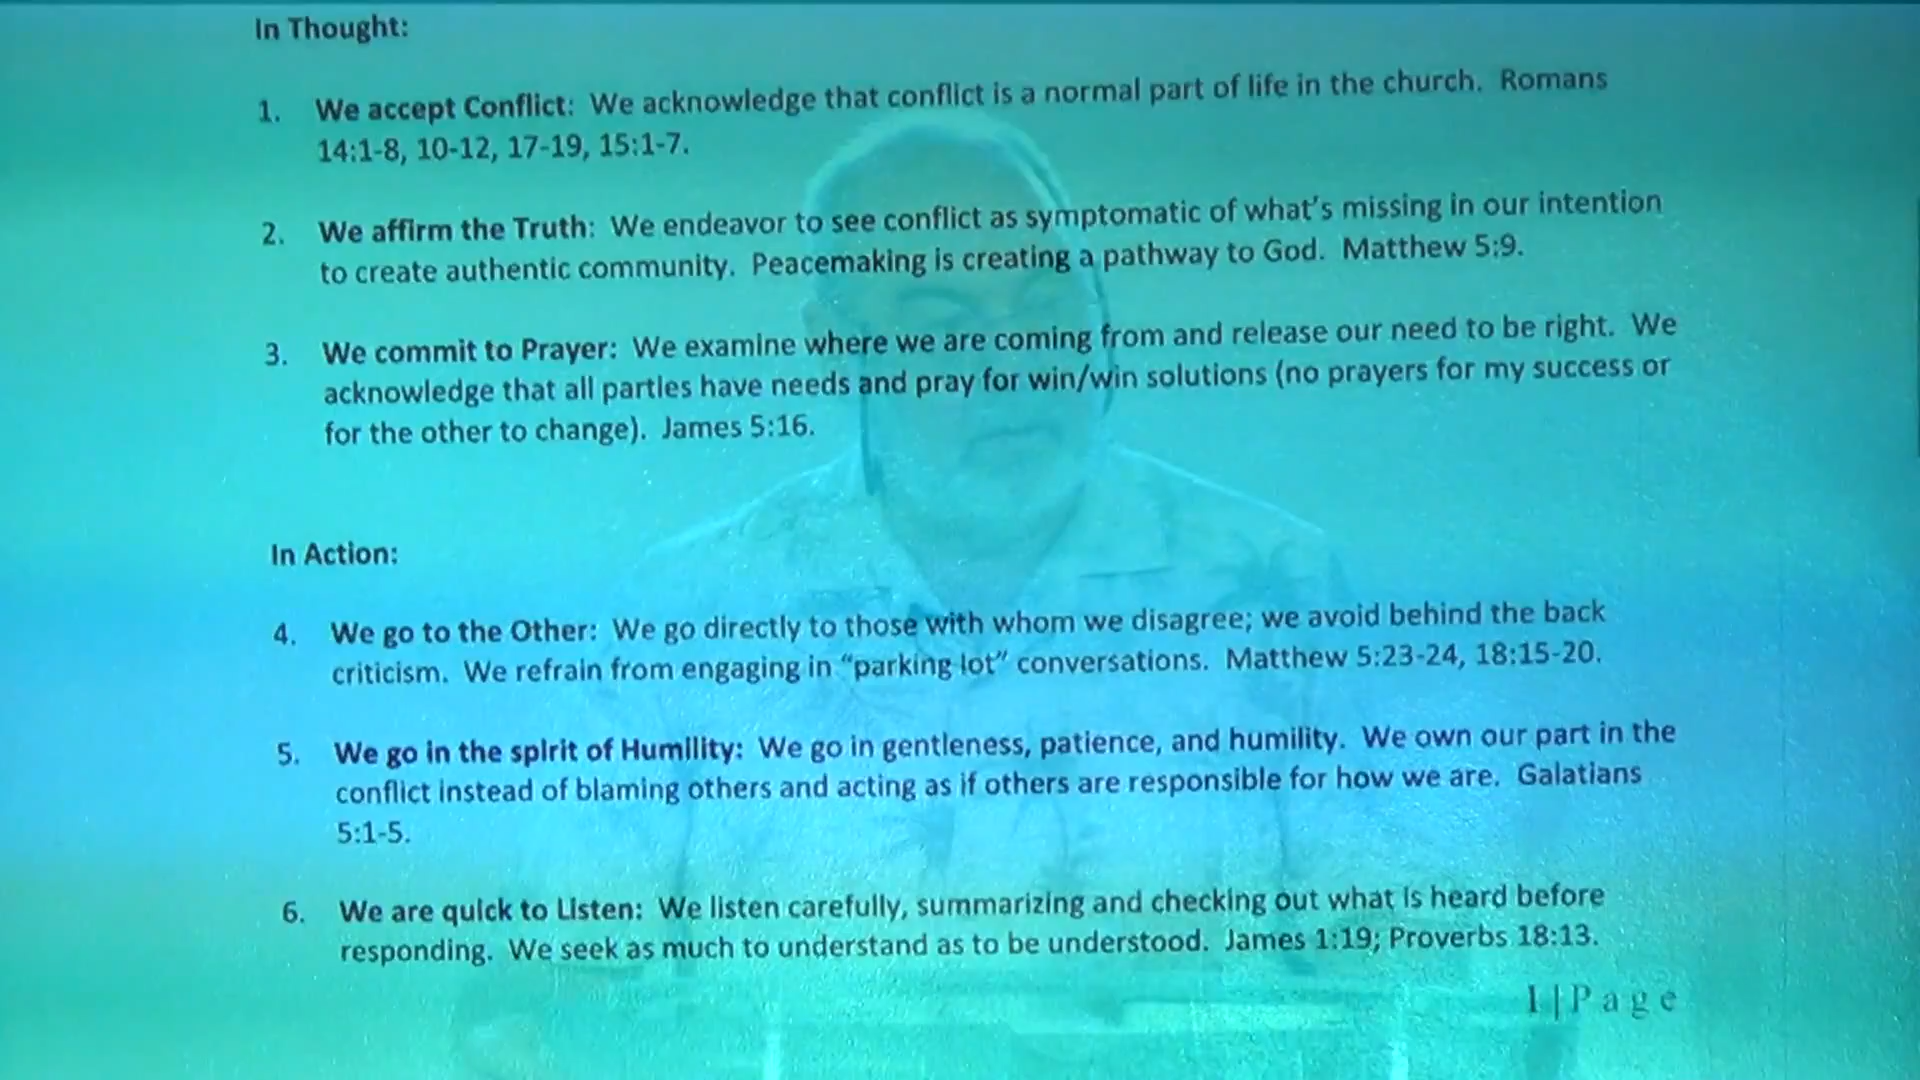 In Thought:
1. We accept Conflict: We acknowledge that conflict is a normal part of life in the church. Romans
14:1-8, 10-12, 17-19, 15:1-7.
2. We affirm the Truth: We endeavor to see conflict as symptomatic of what's missing in our intention
to create authentic community. Peacemaking is creating a pathway to God. Matthew 5:9.
3. We commit to Prayer: We examine where we are coming from and release our need to be right. We
acknowledge that all parties have needs and pray for win/win solutions (no prayers for my success or
for the other to change). James 5:16.
In Action:
4. We go to the Other: We go directly to those with whom we disagree; we avoid behind the back
criticism. We refrain from engaging in “parking lot” conversations. Matthew 5:23-24, 18:15-20.
5. We go in the spirit of Humility: We go in gentleness, patience, and humility. We own our part in the
conflict instead of blaming others and acting as if others are responsible for how we are. Galatians
5:1-5.
6. We are quick to Listen: We listen carefully, summarizing and checking out what is heard before
responding. We seek as much to understand as to be understood. James 1:19; Proverbs 18:13.
1 | P a g e